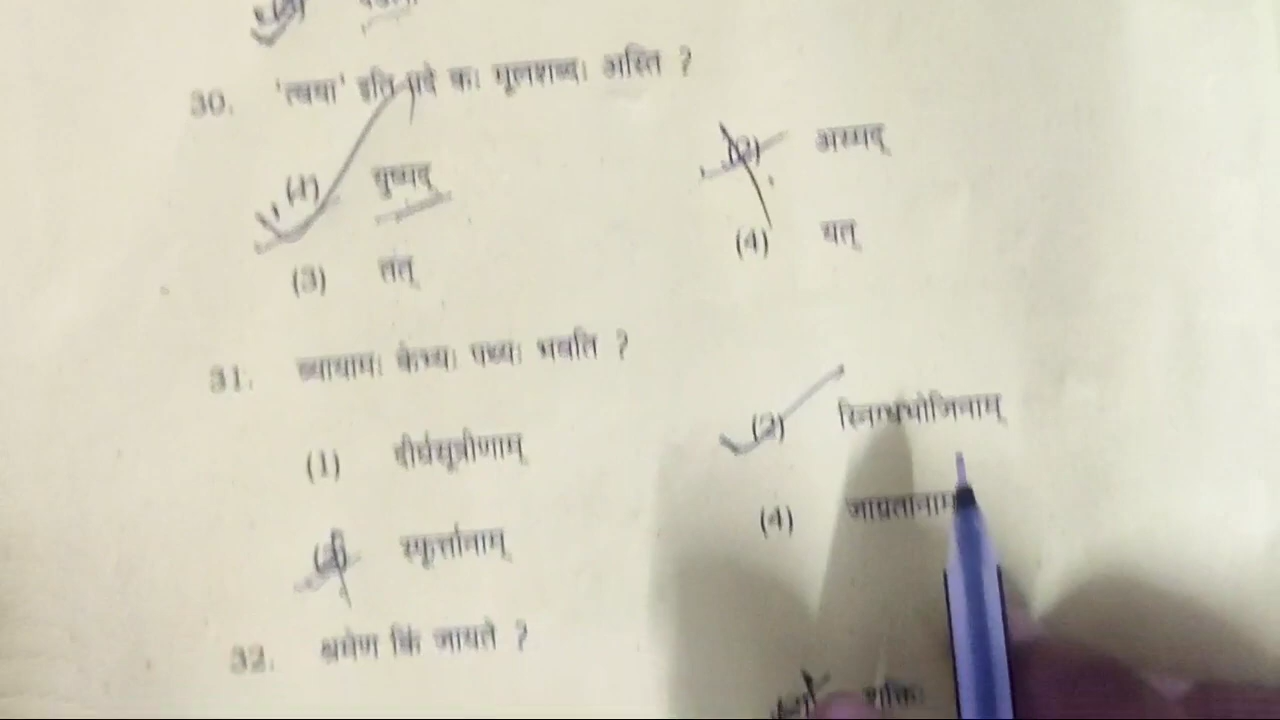 30. 'त्वया' इति पदे कः मूलशब्दः अस्ति ?
(1) युष्मद् (2) अस्मद्
(3) तत् (4) यत्
31. व्यायामः केभ्यः पथ्यः भवति ?
(1) दीर्घसूत्रीणाम् (2) स्निग्धभोजिनाम्
(3) स्फूर्त्तानाम् (4) जाग्रतानाम्
32. श्रमेण किं जायते ?
शक्तिः